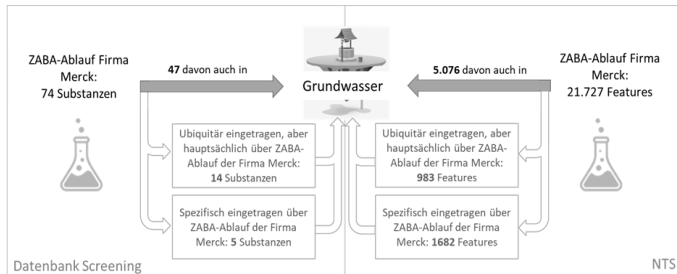 ZABA-Ablauf Firma
Merck:
74 Substanzen
47 davon auch in
Grundwasser
5.076 davon auch in
ZABA-Ablauf Firma
Merck:
21.727 Features
Ubiquitär eingetragen, aber
hauptsächlich über ZABA-
Ablauf der Firma Merck:
14 Substanzen
Ubiquitär eingetragen, aber
hauptsächlich über ZABA-
Ablauf der Firma Merck:
983 Features
Spezifisch eingetragen über
ZABA-Ablauf der Firma
Merck: 5 Substanzen
Spezifisch eingetragen über
ZABA-Ablauf der Firma
Merck: 1682 Features
Datenbank Screening
NTS